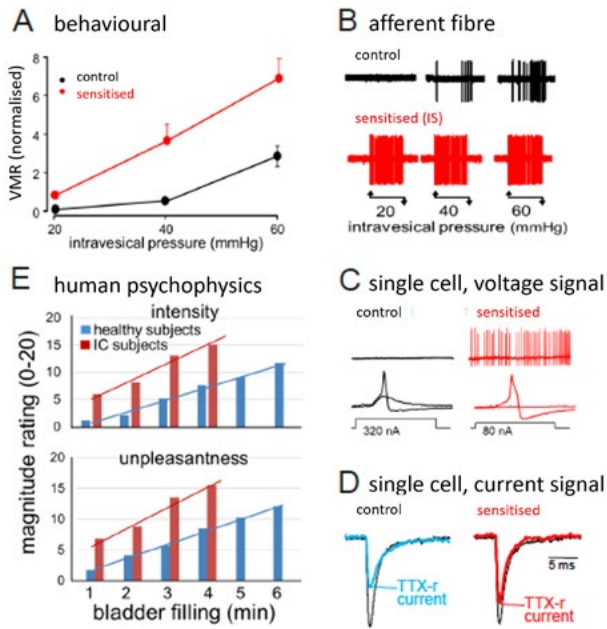 A behavioural
VMR (normalised)
8
6
4
2
0
control
sensitised
20
40
60
intravesical pressure (mmHg)
B afferent fibre
control
sensitised (IS)
20
40
60
intravesical pressure (mmHg)
E human psychophysics
intensity
healthy subjects
IC subjects
magnitude rating (0-20)
20
15
10
5
0
unpleasantness
20
15
10
5
0
1 2 3 4 5 6
bladder filling (min)
C single cell, voltage signal
control
sensitised
320 nA
80 nA
D single cell, current signal
control
sensitised
TTX-r
current
TTX-r
current
5 ms